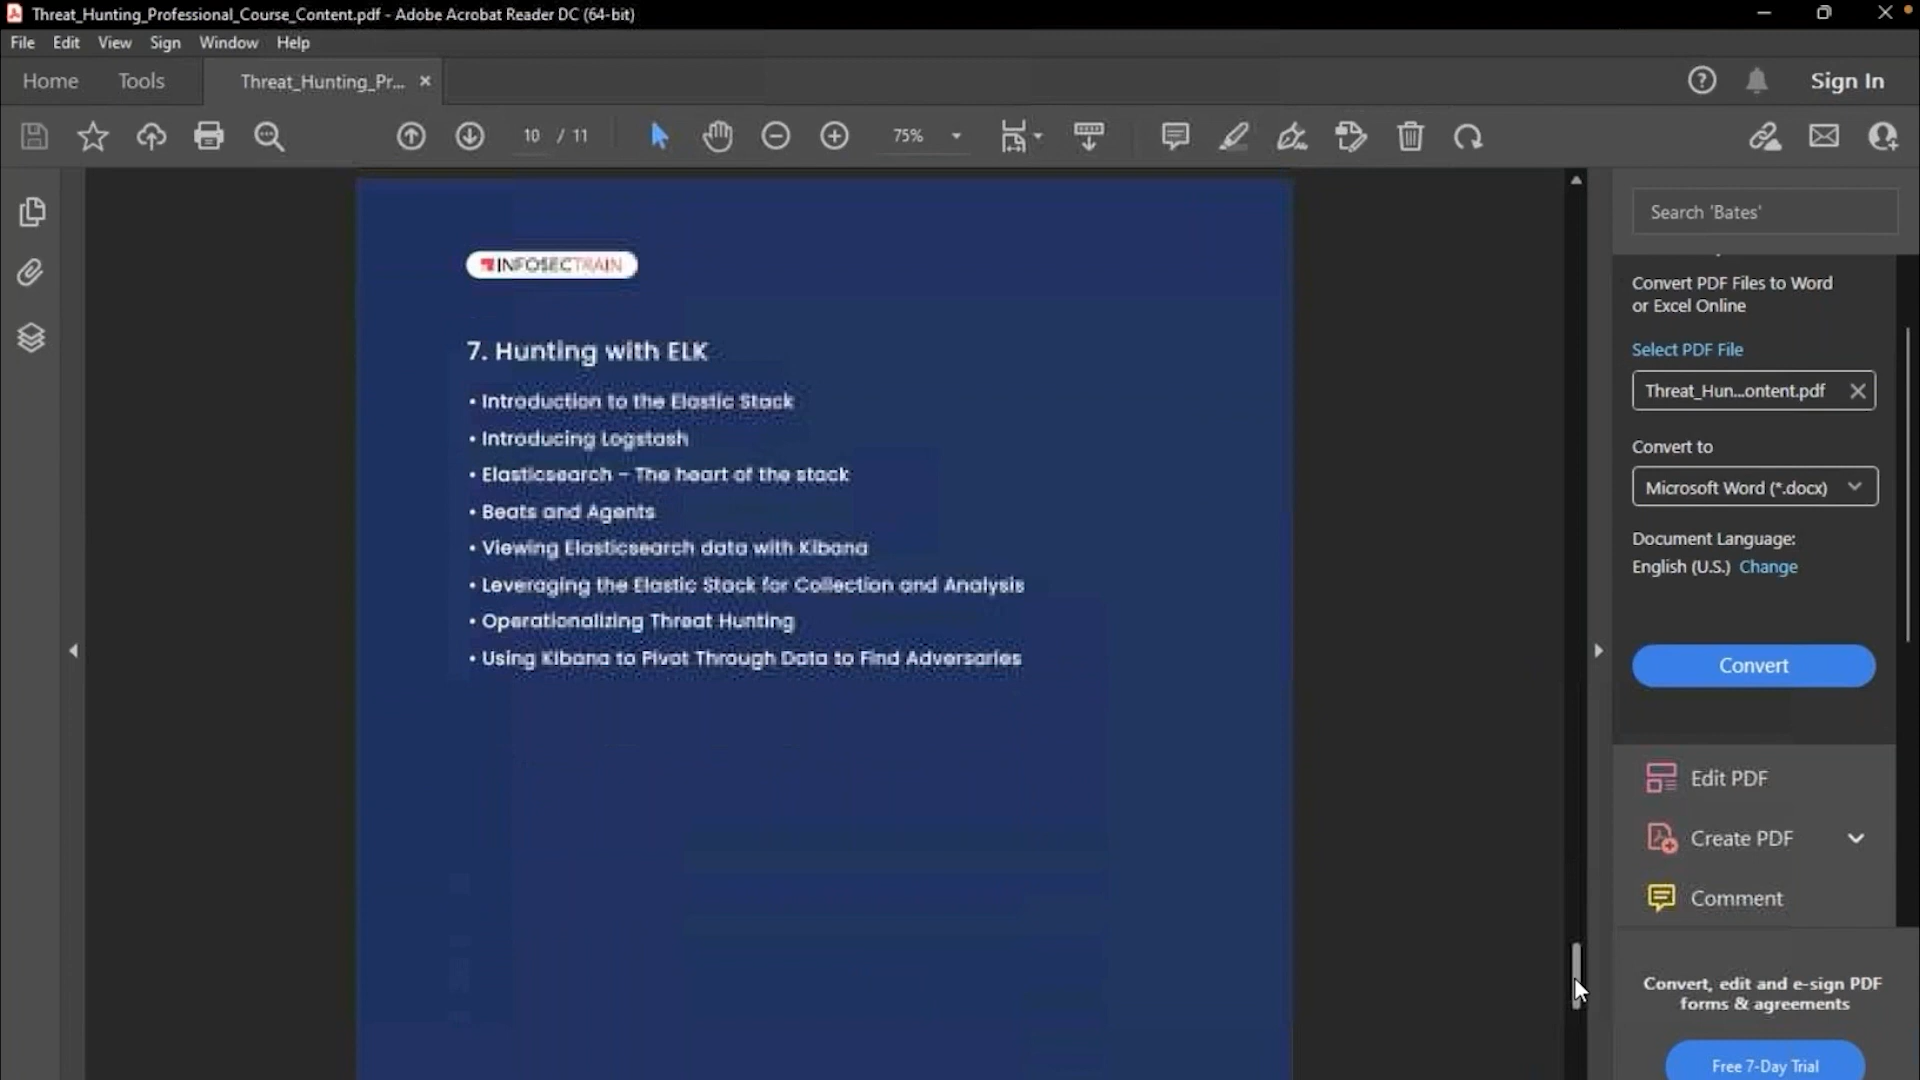 Threat_Hunting_Professional_Course_Content.pdf - Adobe Acrobat Reader DC (64-bit)
File Edit View Sign Window Help
Home Tools Threat_Hunting_Pr... × Sign In
10 / 11 75%
Search 'Bates'
INFOSECTRAIN
7. Hunting with ELK
• Introduction to the Elastic Stack
• Introducing Logstash
• Elasticsearch – The heart of the stack
• Beats and Agents
• Viewing Elasticsearch data with Kibana
• Leveraging the Elastic Stack for Collection and Analysis
• Operationalizing Threat Hunting
• Using Kibana to Pivot Through Data to Find Adversaries
Convert PDF Files to Word
or Excel Online
Select PDF File
Threat_Hun...ontent.pdf
Convert to
Microsoft Word (*.docx)
Document Language:
English (U.S.) Change
Convert
Edit PDF
Create PDF
Comment
Convert, edit and e-sign PDF
forms & agreements
Free 7-Day Trial